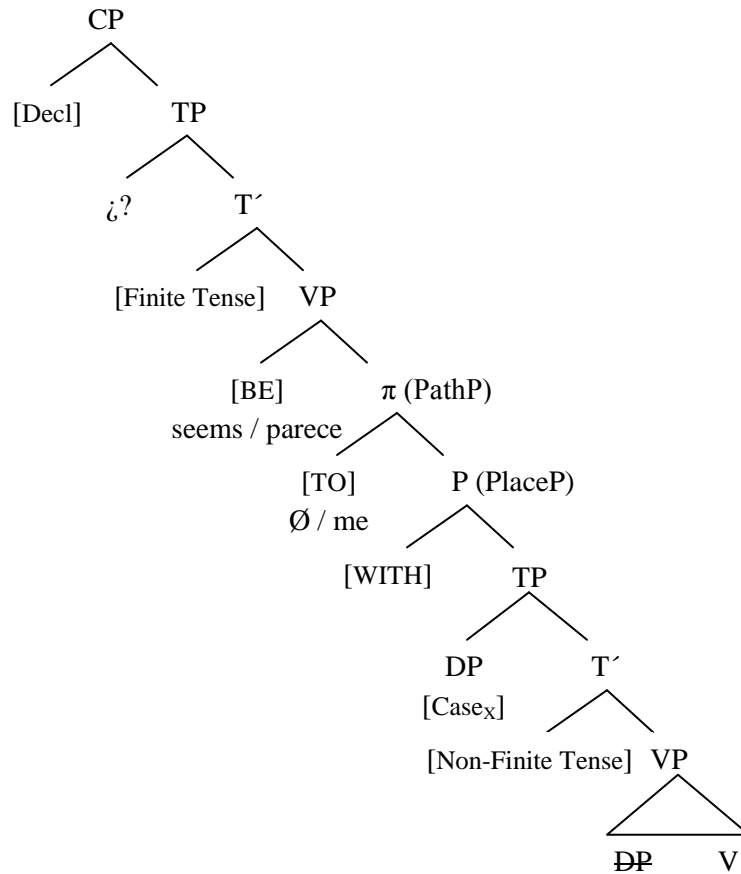 CP
[Decl] TP
¿? T´
[Finite Tense] VP
[BE] π (PathP)
seems / parece
[TO] P (PlaceP)
Ø / me
[WITH] TP
DP T´
[CaseX]
[Non-Finite Tense] VP
DP V